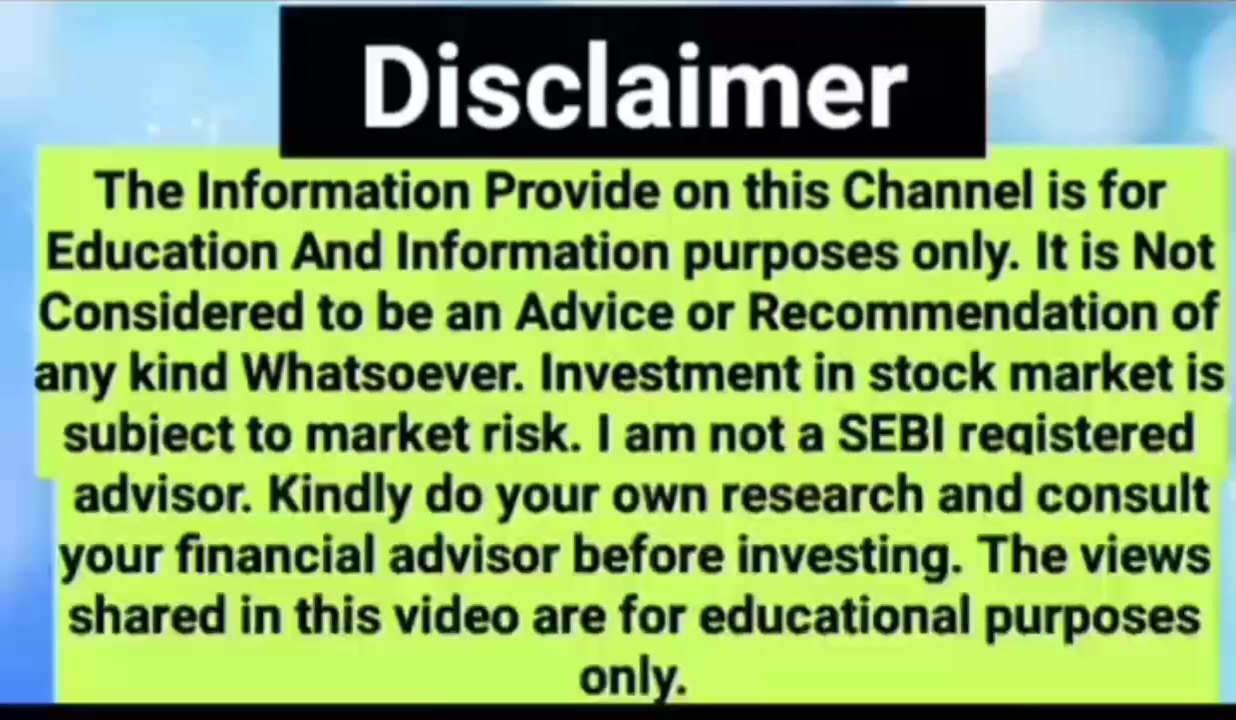 Disclaimer
The Information Provide on this Channel is for
Education And Information purposes only. It is Not
Considered to be an Advice or Recommendation of
any kind Whatsoever. Investment in stock market is
subject to market risk. I am not a SEBI registered
advisor. Kindly do your own research and consult
your financial advisor before investing. The views
shared in this video are for educational purposes
only.